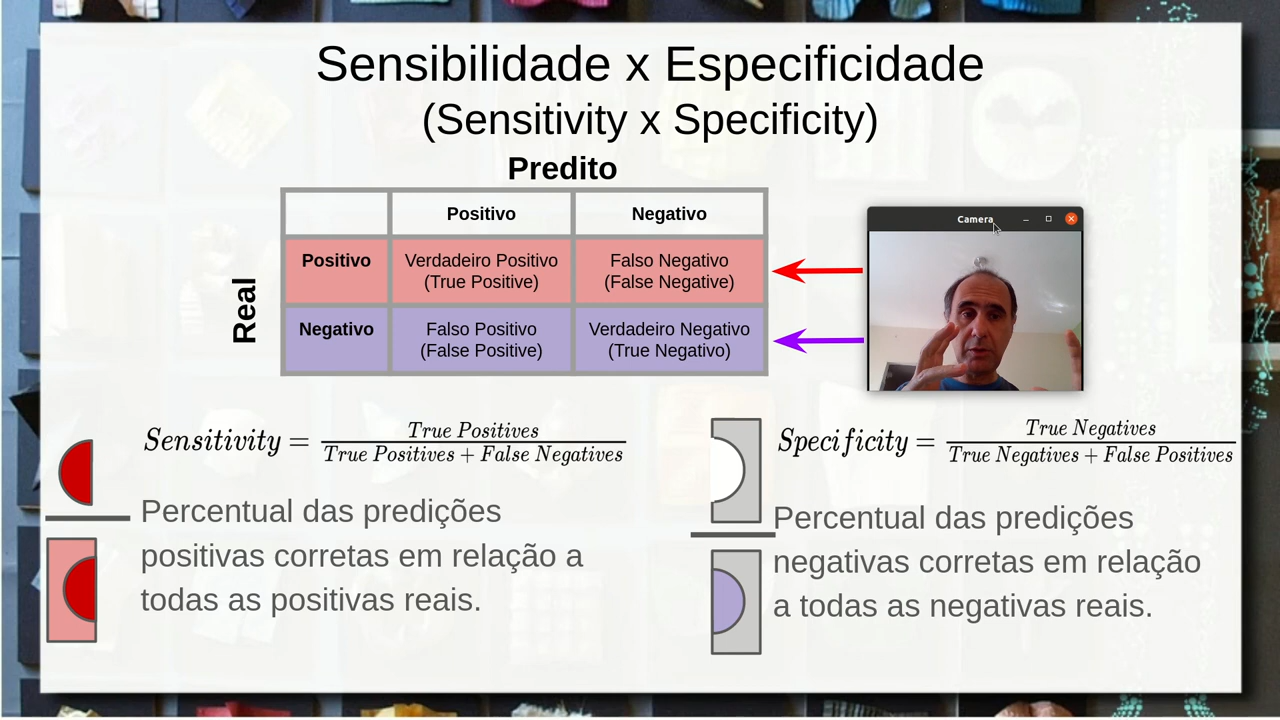 Sensibilidade x Especificidade
(Sensitivity x Specificity)
Predito
Positivo Negativo
Real
Positivo
Verdadeiro Positivo
(True Positive)
Falso Negativo
(False Negative)
Negativo
Falso Positivo
(False Positive)
Verdadeiro Negativo
(True Negativo)
Camera
Sensitivity = True Positives / True Positives + False Negatives
Percentual das predições
positivas corretas em relação a
todas as positivas reais.
Specificity = True Negatives / True Negatives + False Positives
Percentual das predições
negativas corretas em relação
a todas as negativas reais.